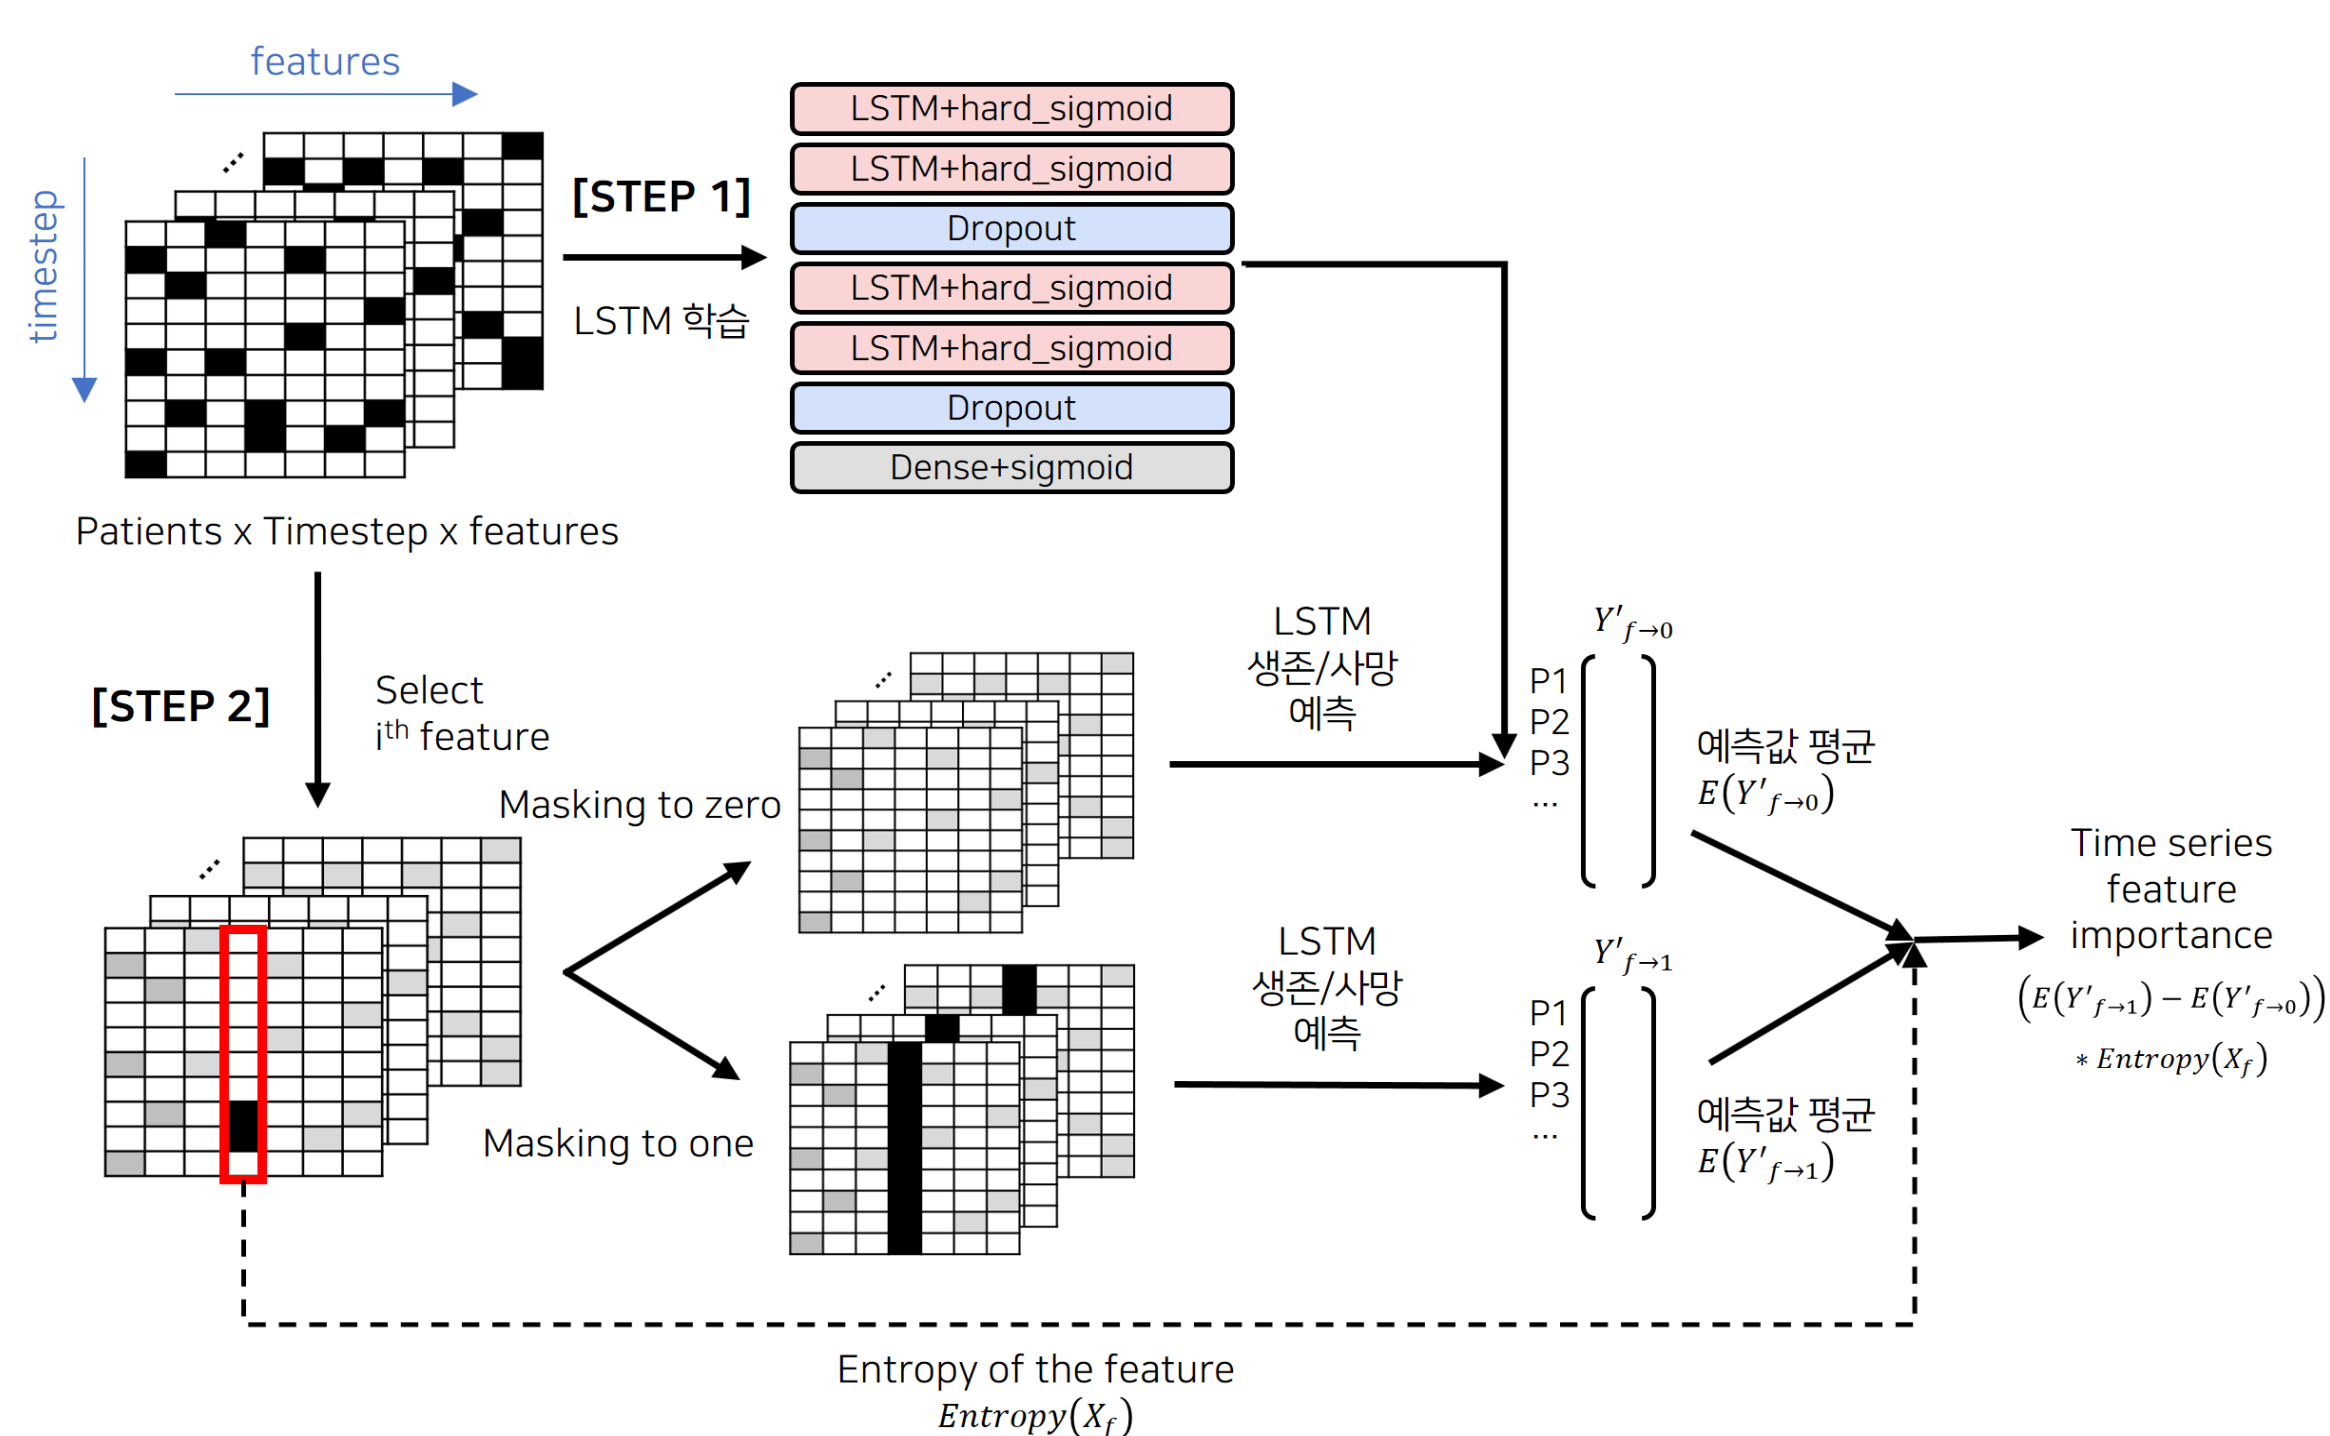 features
timestep
[STEP 1]
LSTM 학습
LSTM+hard_sigmoid
LSTM+hard_sigmoid
Dropout
LSTM+hard_sigmoid
LSTM+hard_sigmoid
Dropout
Dense+sigmoid
Patients x Timestep x features
[STEP 2]
Select
iᵗʰ feature
Masking to zero
Masking to one
LSTM
생존/사망
예측
Y′f→0
P1
P2
P3
...
예측값 평균
E(Y′f→0)
LSTM
생존/사망
예측
Y′f→1
P1
P2
P3
...
예측값 평균
E(Y′f→1)
Time series
feature
importance
(E(Y′f→1) − E(Y′f→0))
∗ Entropy(Xf)
Entropy of the feature
Entropy(Xf)